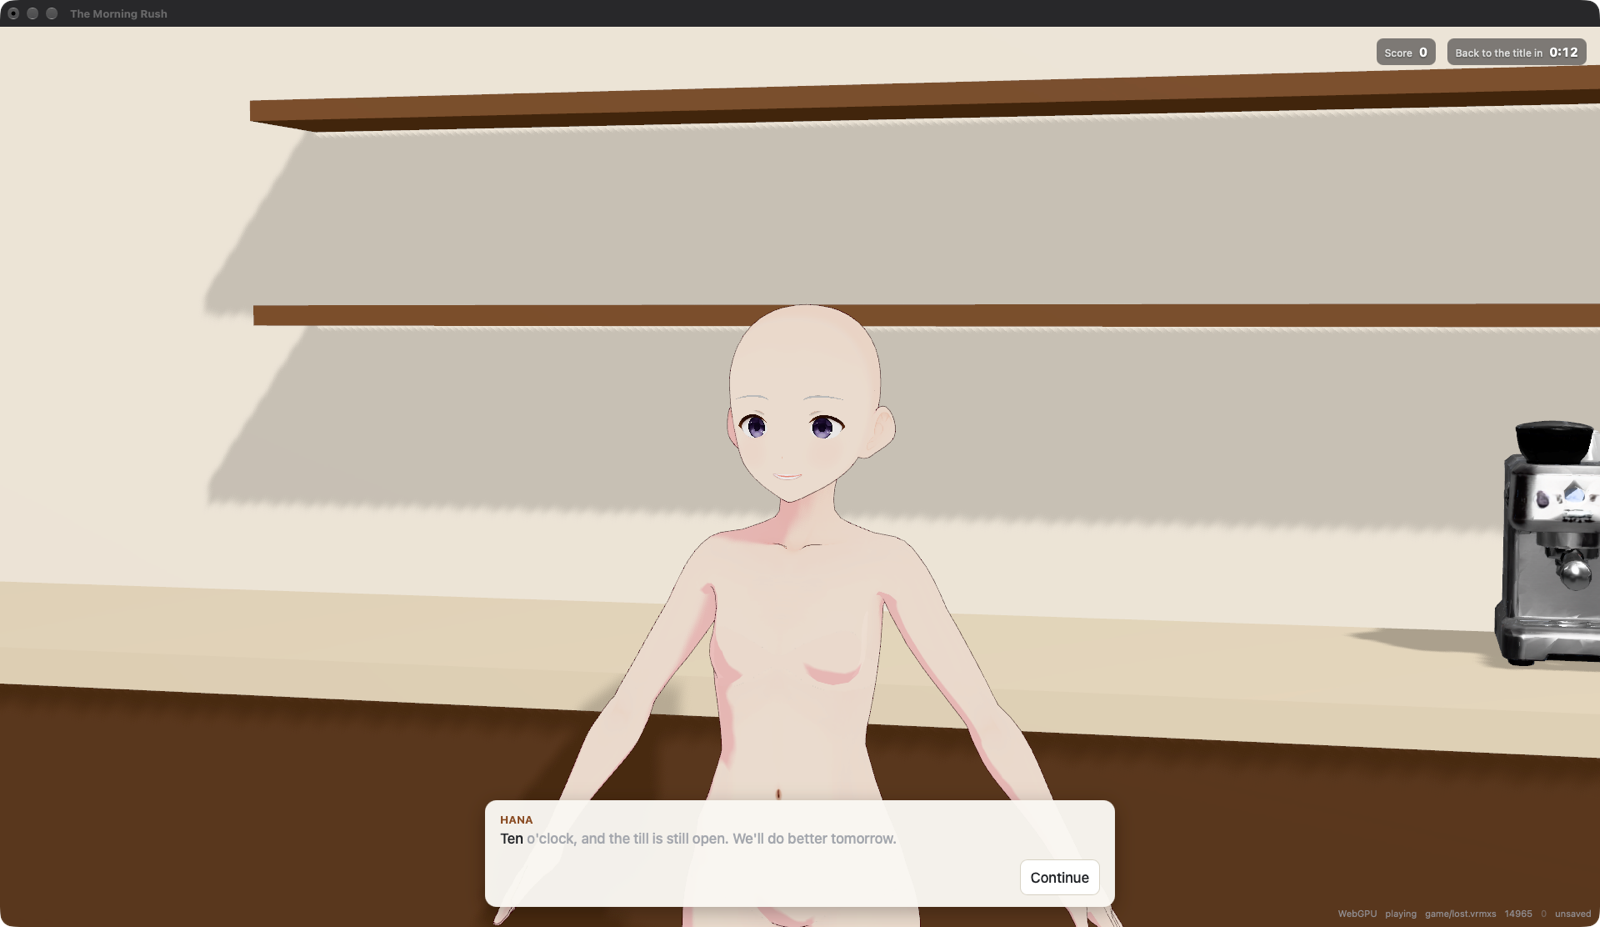 The Morning Rush
Score 0
Back to the title in 0:12
HANA
Ten o'clock, and the till is still open. We'll do better tomorrow.
Continue
WebGPU playing game/lost.vrmxs 14965 0 unsaved